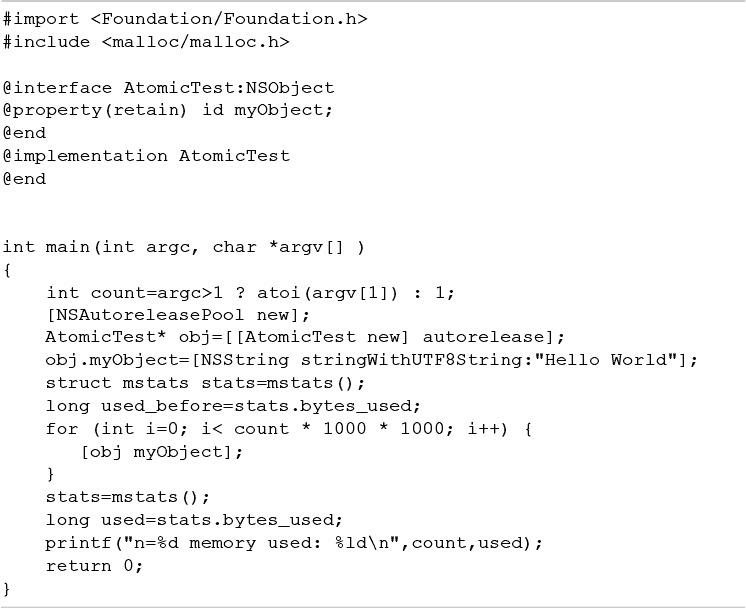 #import <Foundation/Foundation.h>
#include <malloc/malloc.h>

@interface AtomicTest:NSObject
@property(retain) id myObject;
@end
@implementation AtomicTest
@end


int main(int argc, char *argv[] )
{
    int count=argc>1 ? atoi(argv[1]) : 1;
    [NSAutoreleasePool new];
    AtomicTest* obj=[[AtomicTest new] autorelease];
    obj.myObject=[NSString stringWithUTF8String:"Hello World"];
    struct mstats stats=mstats();
    long used_before=stats.bytes_used;
    for (int i=0; i< count * 1000 * 1000; i++) {
       [obj myObject];
    }
    stats=mstats();
    long used=stats.bytes_used;
    printf("n=%d memory used: %ld\n",count,used);
    return 0;
}